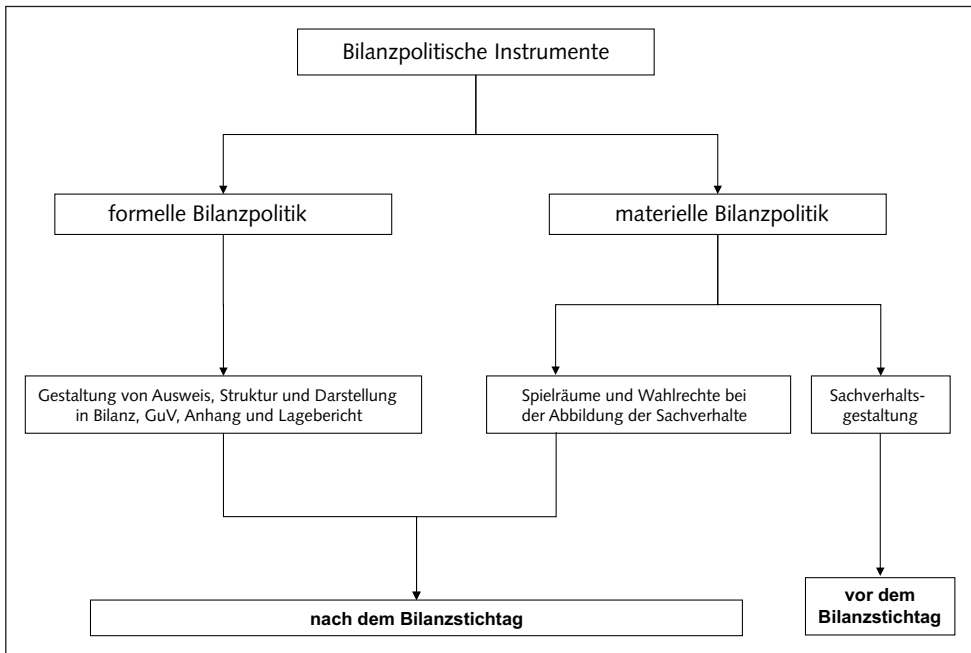 Bilanzpolitische Instrumente
formelle Bilanzpolitik
materielle Bilanzpolitik
Gestaltung von Ausweis, Struktur und Darstellung
in Bilanz, GuV, Anhang und Lagebericht
Spielräume und Wahlrechte bei
der Abbildung der Sachverhalte
Sachverhalts-
gestaltung
nach dem Bilanzstichtag
vor dem
Bilanzstichtag